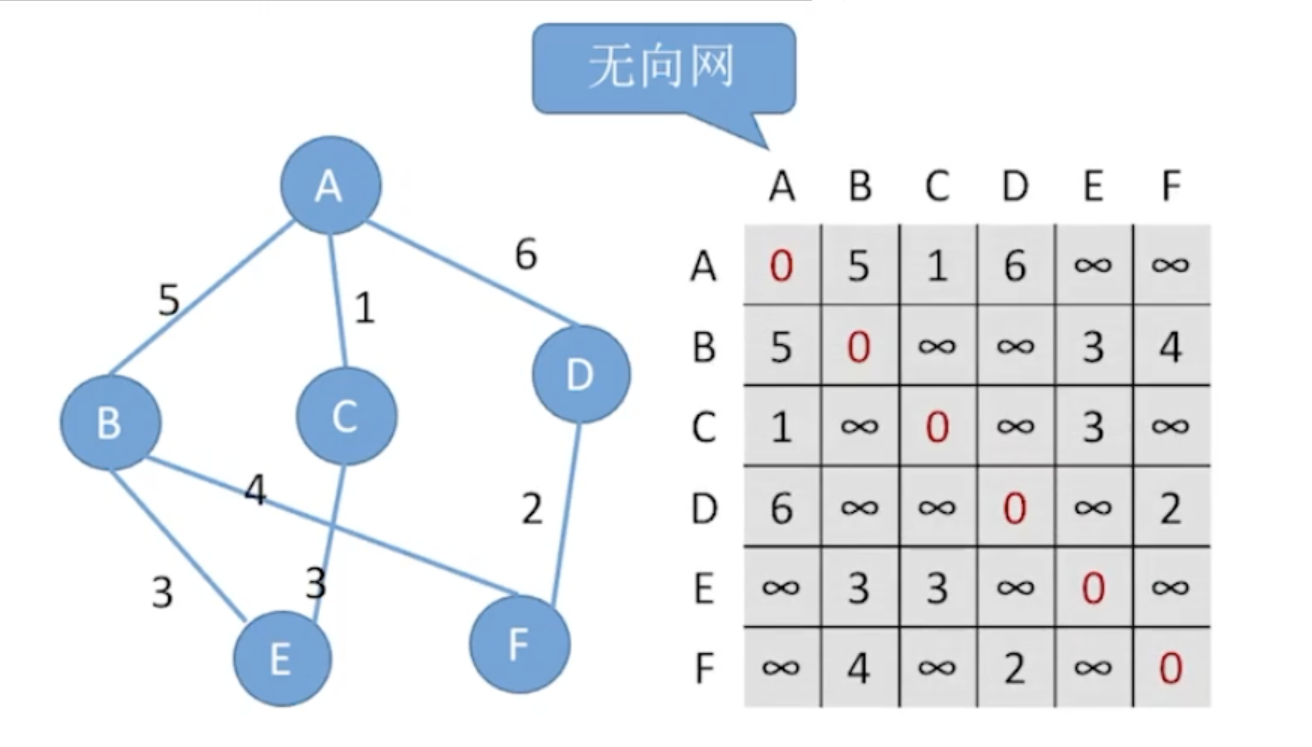 无向网
A
5
1
6
B
C
D
4
2
3
3
E
F
A B C D E F
A 0 5 1 6 ∞ ∞
B 5 0 ∞ ∞ 3 4
C 1 ∞ 0 ∞ 3 ∞
D 6 ∞ ∞ 0 ∞ 2
E ∞ 3 3 ∞ 0 ∞
F ∞ 4 ∞ 2 ∞ 0